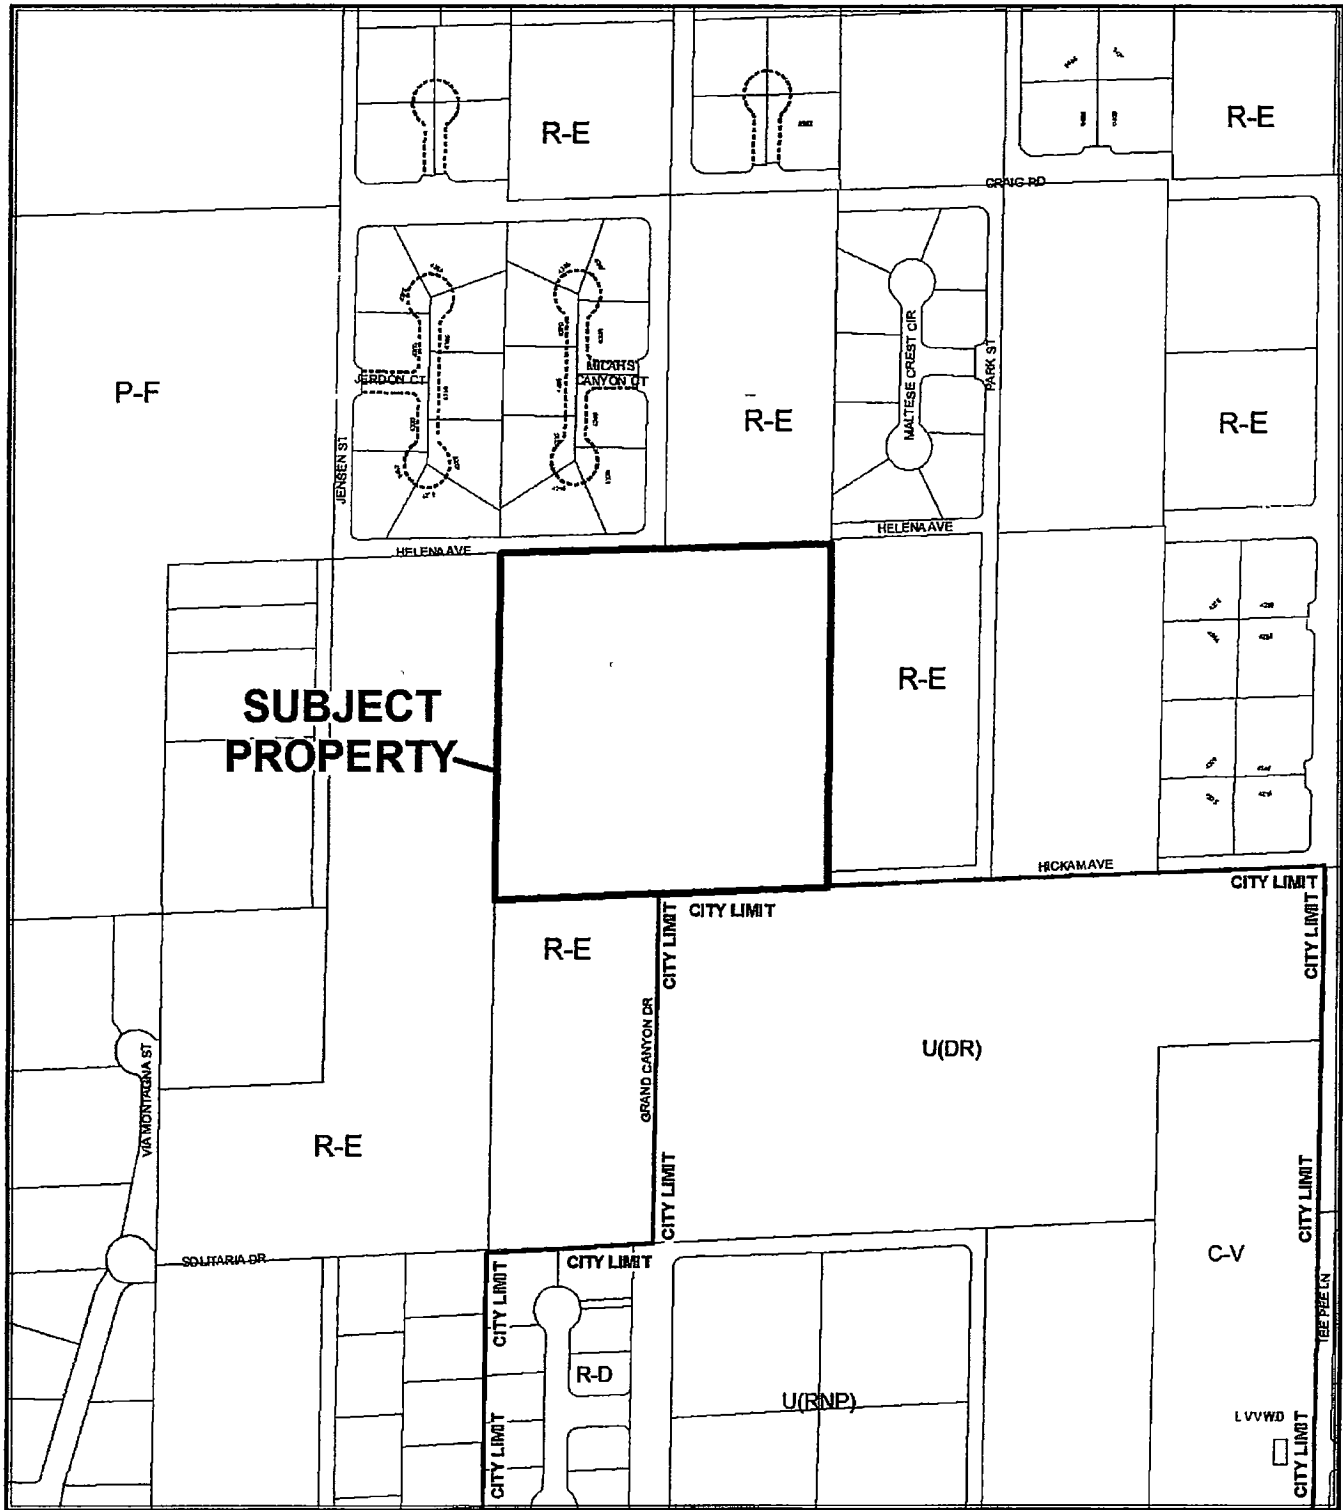 R-E
R-E
CRAIG RD
P-F
JERDON CT
MICAHS
CANYON CT
JENSEN ST
R-E
MALTESE CREST CIR
PARK ST
R-E
HELENA AVE
HELENA AVE
SUBJECT
PROPERTY
R-E
HICKAM AVE
CITY LIMIT
CITY LIMIT
CITY LIMIT
CITY LIMIT
R-E
GRAND CANYON DR
U(DR)
VIA MONTAGNA ST
R-E
CITY LIMIT
CITY LIMIT
SOLITARIA DR
CITY LIMIT
CITY LIMIT
C-V
TEE PEE LN
R-D
U(RNP)
CITY LIMIT
LVVWD
CITY LIMIT